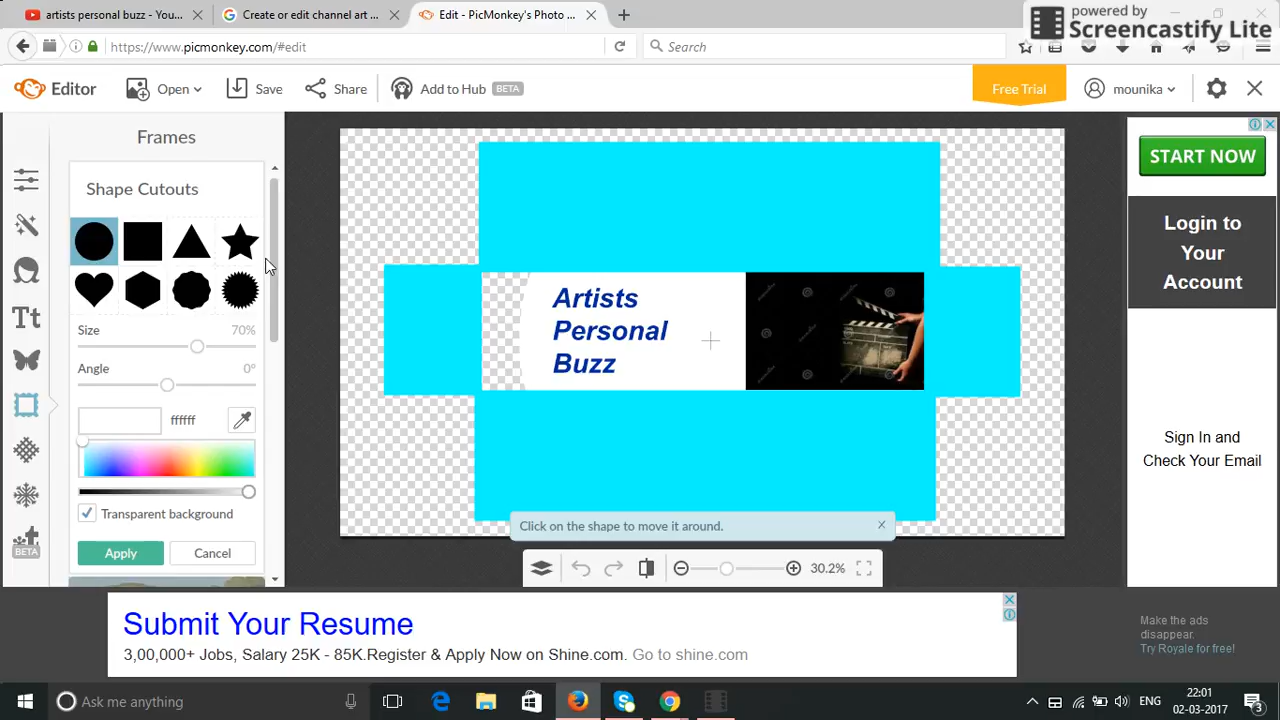 artists personal buzz - You...
Create or edit channel art ...
Edit - PicMonkey's Photo ...
powered by
Screencastify Lite
https://www.picmonkey.com/#edit
Search
Editor
Open
Save
Share
Add to Hub
BETA
Free Trial
mounika
Frames
Shape Cutouts
Size
70%
Angle
0°
ffffff
Transparent background
Apply
Cancel
Tt
BETA
Artists
Personal
Buzz
Click on the shape to move it around.
30.2%
START NOW
Login to
Your
Account
Sign In and
Check Your Email
Submit Your Resume
3,00,000+ Jobs, Salary 25K - 85K.Register & Apply Now on Shine.com. Go to shine.com
Make the ads
disappear.
Try Royale for free!
Ask me anything
ENG
22:01
02-03-2017
3